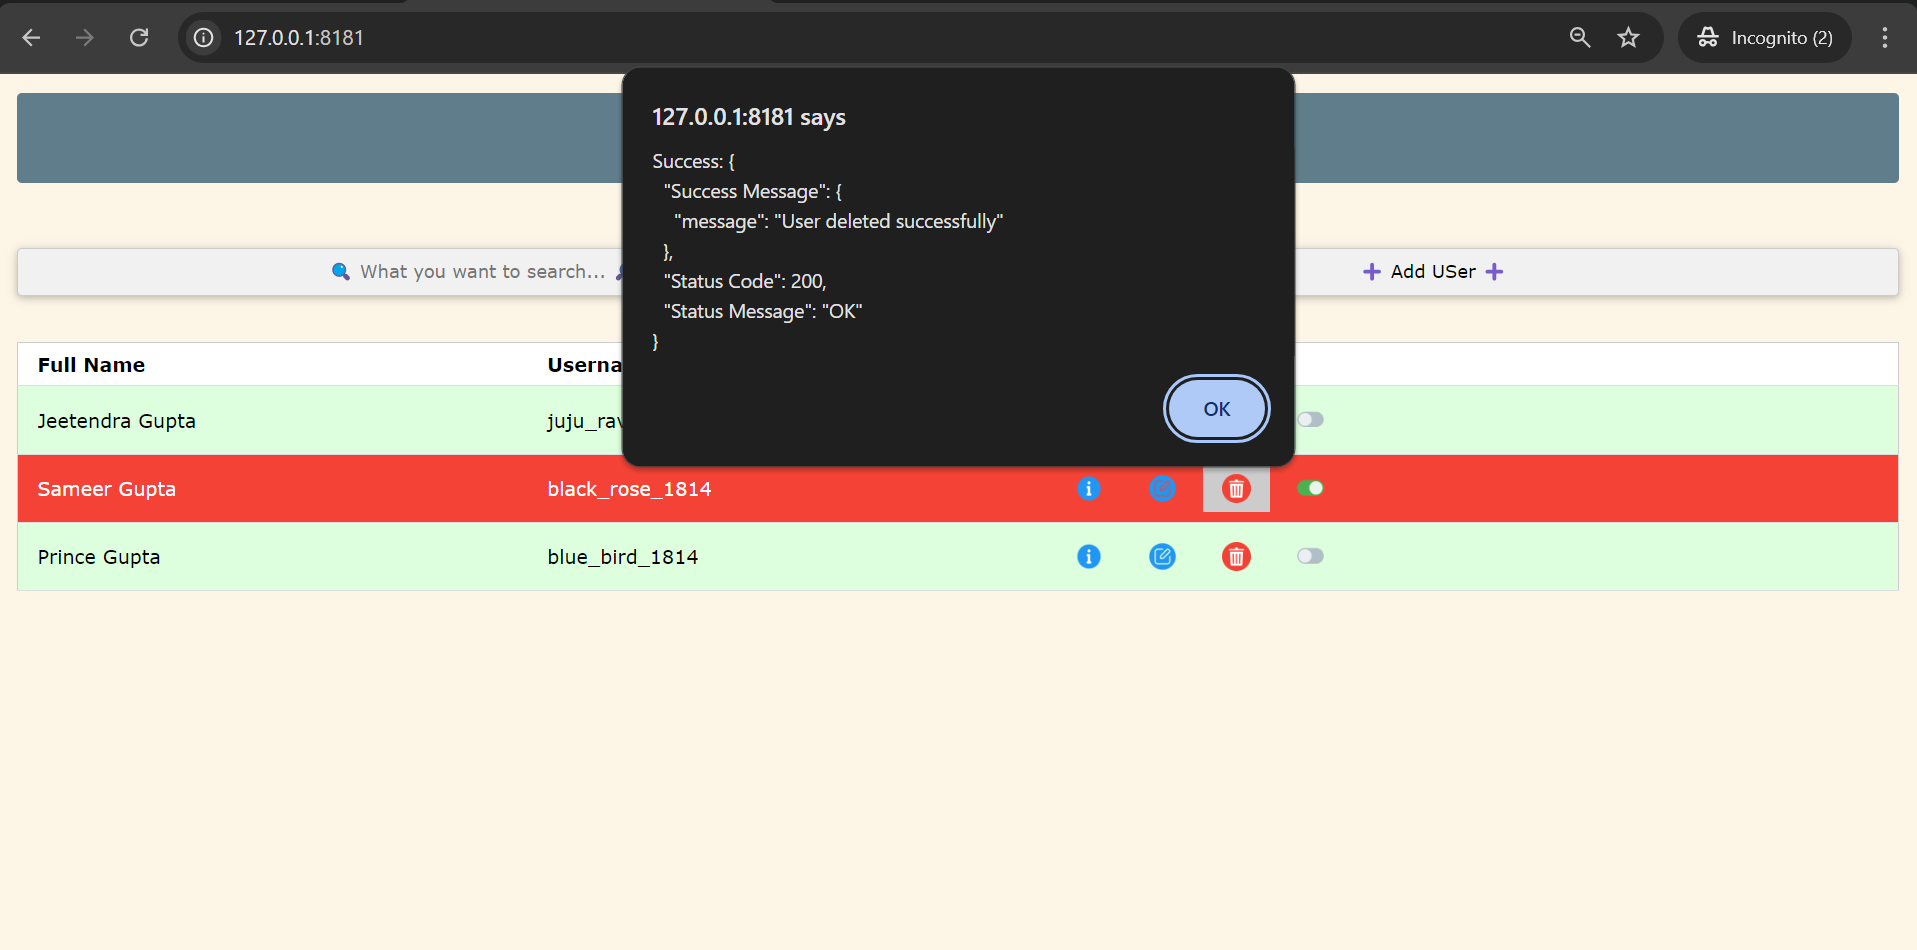 127.0.0.1:8181
Incognito (2)
127.0.0.1:8181 says
Success: {
"Success Message": {
"message": "User deleted successfully"
},
"Status Code": 200,
"Status Message": "OK"
}
OK
What you want to search...
Add USer
Full Name Userna
Jeetendra Gupta juju_rav
Sameer Gupta black_rose_1814
Prince Gupta blue_bird_1814